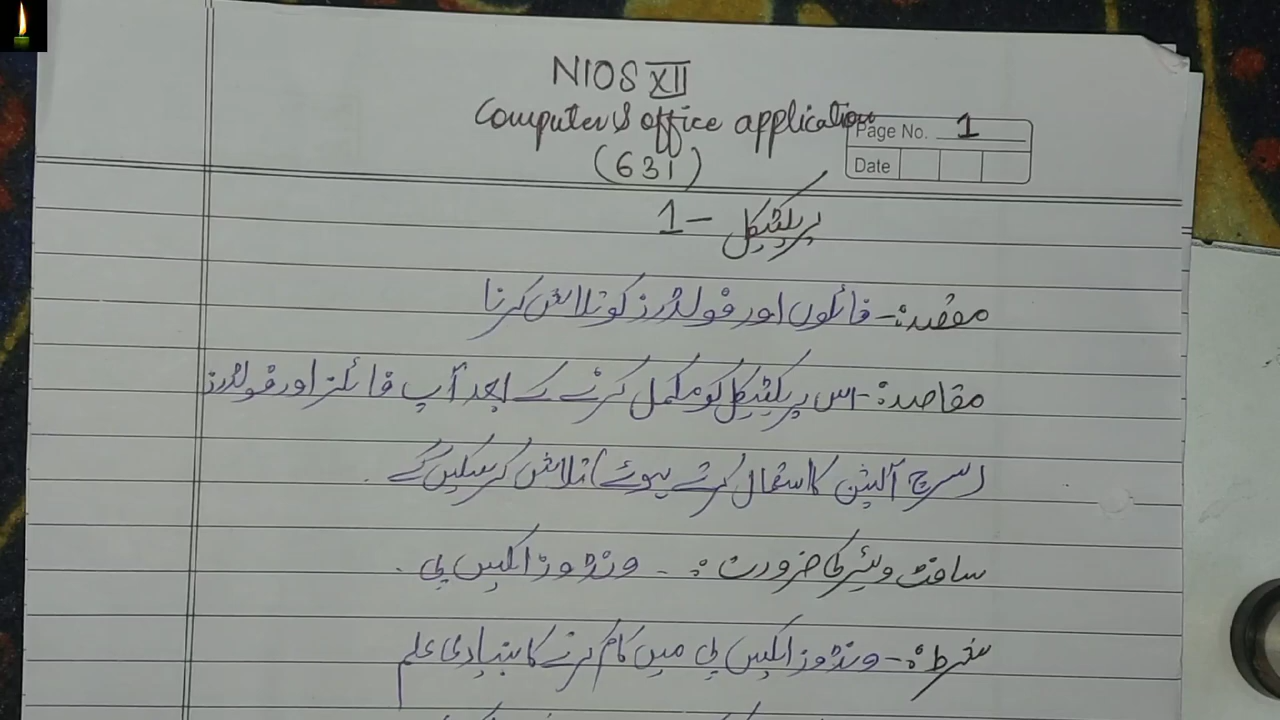 NIOS XII
Computer & office application
(631)
Page No. 1
Date
پریکٹیکل - 1
مقصد:- فائلوں اور فولڈرز کو تلاش کرنا
مقاصد:- اس پریکٹیکل کو مکمل کرنے کے بعد آپ فائلز اور فولڈرز
(سرچ آپشن کا استعمال کرتے ہوئے) تلاش کر سکیں گے.
سافٹ ویئر کی ضرورت :- ونڈوز ایکس پی.
شرط:- ونڈوز ایکس پی میں کام کرنے کا بنیادی علم